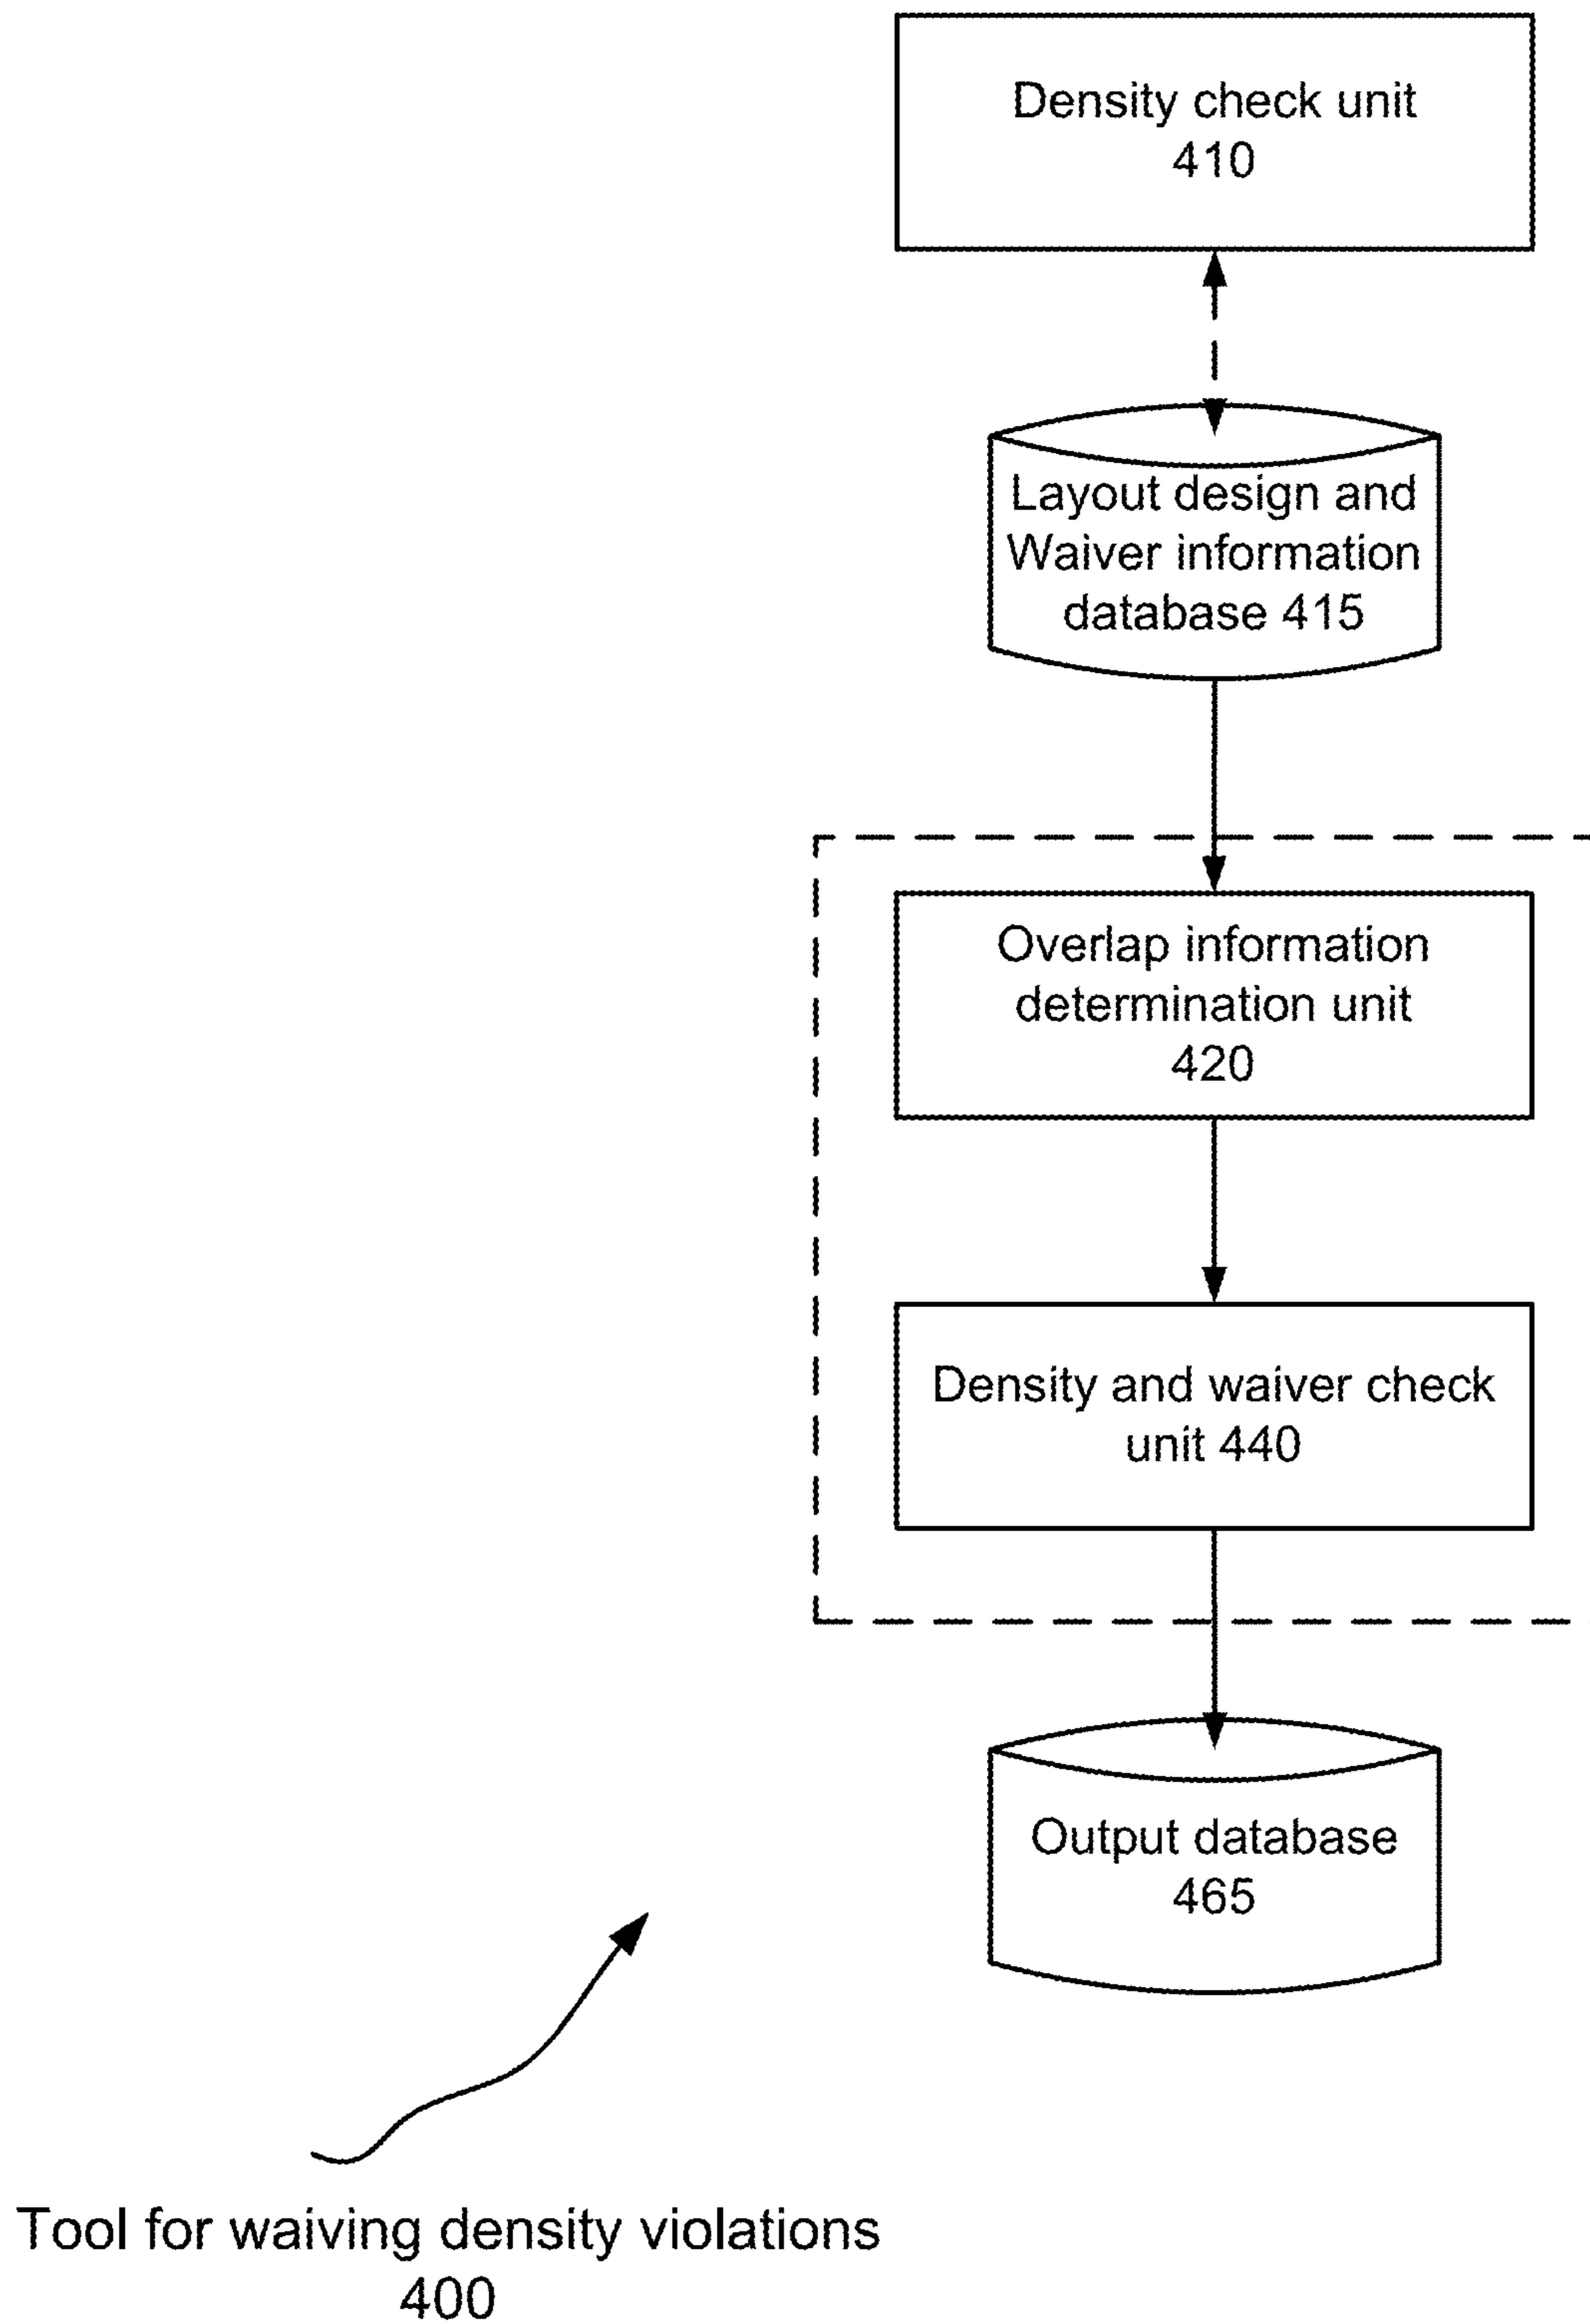 Density check unit
410
Layout design and
Waiver information
database 415
Overlap information
determination unit
420
Density and waiver check
unit 440
Output database
465
Tool for waiving density violations
400